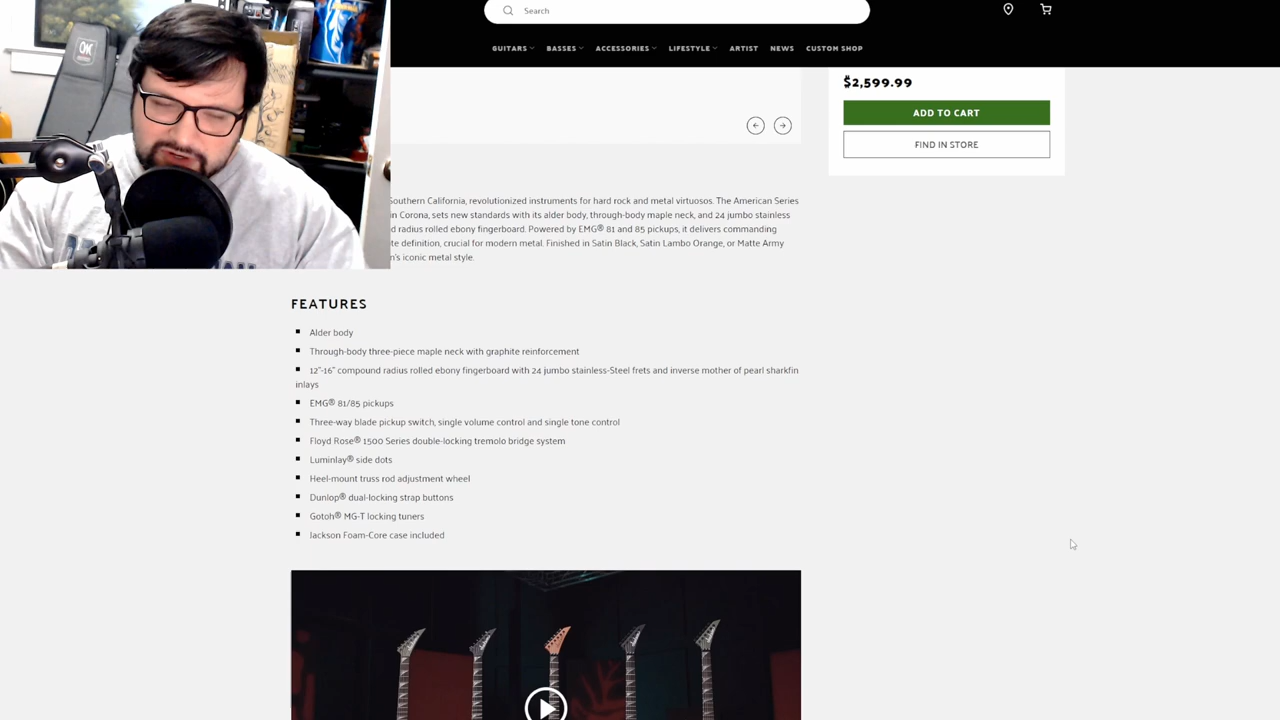 Search
GUITARS BASSES ACCESSORIES LIFESTYLE ARTIST NEWS CUSTOM SHOP
$2,599.99
ADD TO CART
FIND IN STORE
Southern California, revolutionized instruments for hard rock and metal virtuosos. The American Series
in Corona, sets new standards with its alder body, through-body maple neck, and 24 jumbo stainless
d radius rolled ebony fingerboard. Powered by EMG® 81 and 85 pickups, it delivers commanding
te definition, crucial for modern metal. Finished in Satin Black, Satin Lambo Orange, or Matte Army
n's iconic metal style.
FEATURES
Alder body
Through-body three-piece maple neck with graphite reinforcement
12"-16" compound radius rolled ebony fingerboard with 24 jumbo stainless-Steel frets and inverse mother of pearl sharkfin
inlays
EMG® 81/85 pickups
Three-way blade pickup switch, single volume control and single tone control
Floyd Rose® 1500 Series double-locking tremolo bridge system
Luminlay® side dots
Heel-mount truss rod adjustment wheel
Dunlop® dual-locking strap buttons
Gotoh® MG-T locking tuners
Jackson Foam-Core case included